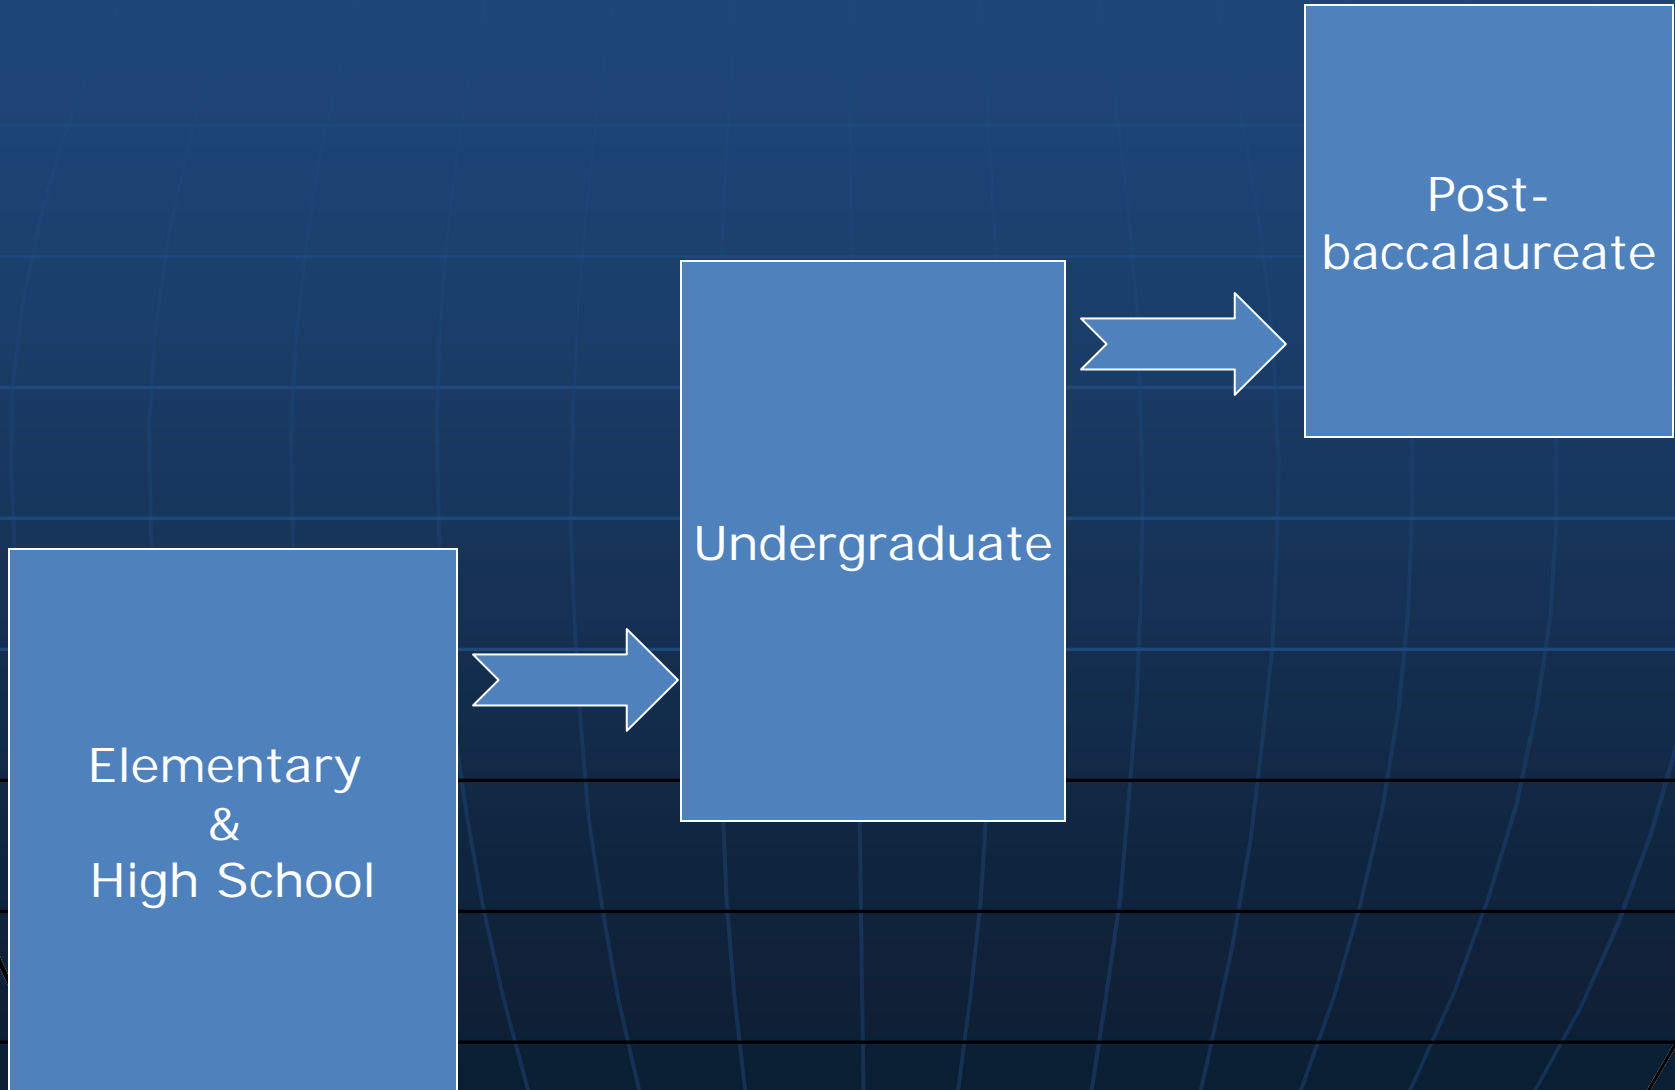 Elementary
&
High School
Undergraduate
Post-
baccalaureate